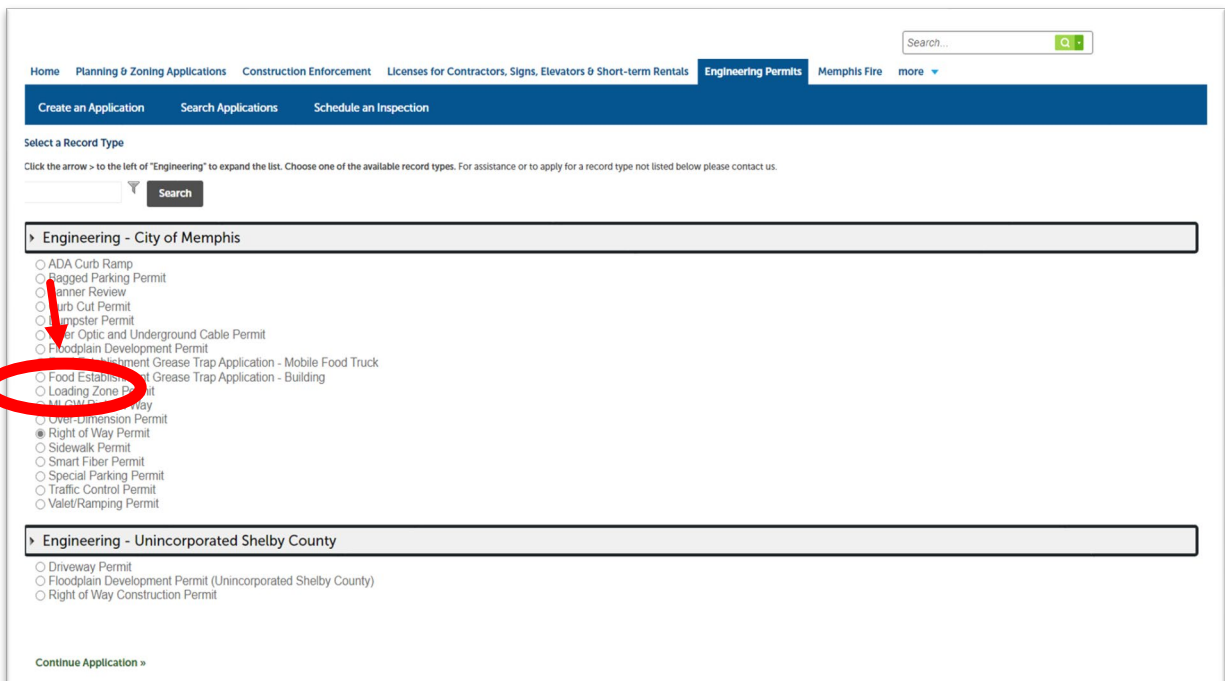 Search...
Home Planning & Zoning Applications Construction Enforcement Licenses for Contractors, Signs, Elevators & Short-term Rentals Engineering Permits Memphis Fire more
Create an Application Search Applications Schedule an Inspection
Select a Record Type
Click the arrow > to the left of "Engineering" to expand the list. Choose one of the available record types. For assistance or to apply for a record type not listed below please contact us.
Search
Engineering - City of Memphis
ADA Curb Ramp
Bagged Parking Permit
Banner Review
Curb Cut Permit
Dumpster Permit
Fiber Optic and Underground Cable Permit
Floodplain Development Permit
Establishment Grease Trap Application - Mobile Food Truck
Food Establishment Grease Trap Application - Building
Loading Zone Permit
MLGW Way
Over-Dimension Permit
Right of Way Permit
Sidewalk Permit
Smart Fiber Permit
Special Parking Permit
Traffic Control Permit
Valet/Ramping Permit
Engineering - Unincorporated Shelby County
Driveway Permit
Floodplain Development Permit (Unincorporated Shelby County)
Right of Way Construction Permit
Continue Application »